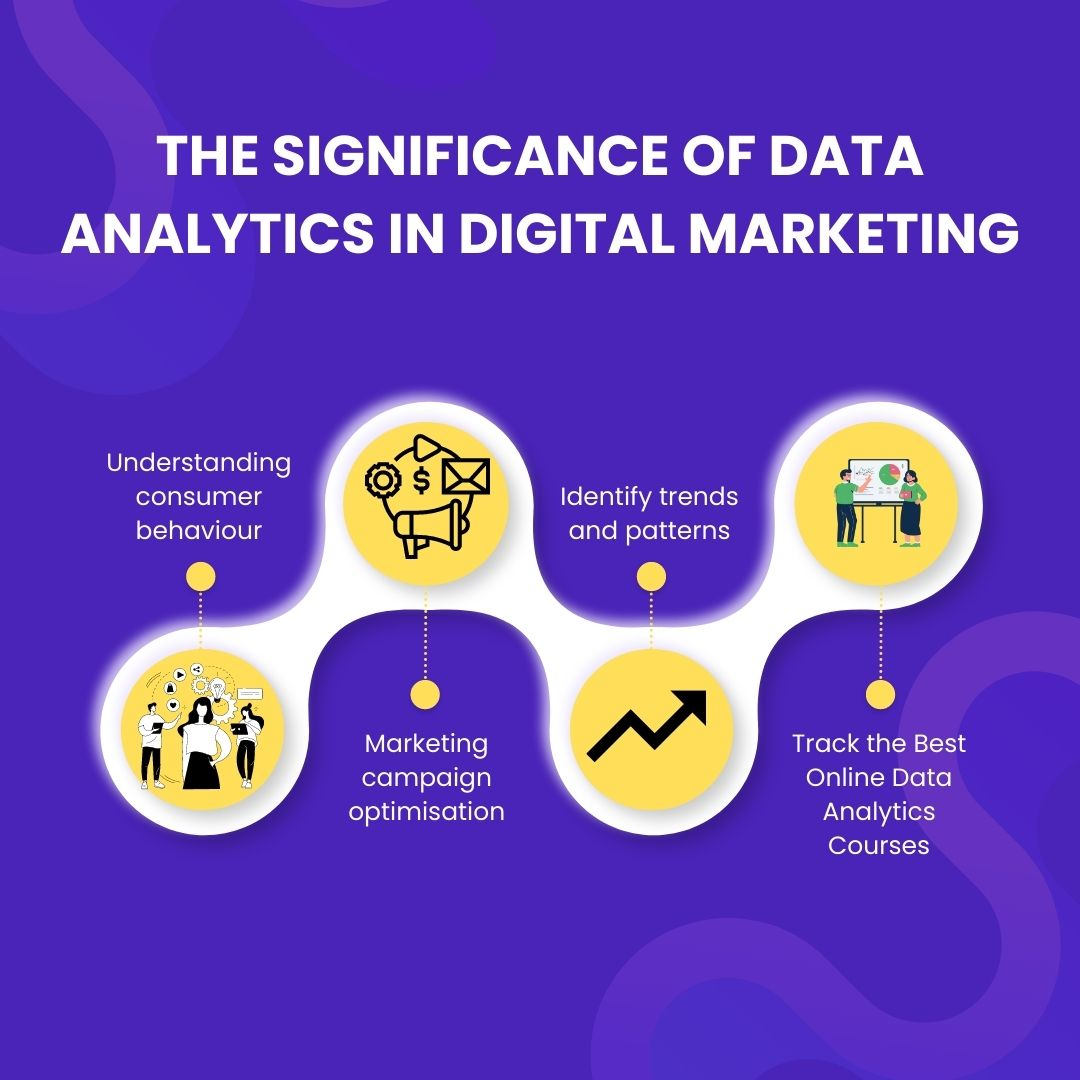 THE SIGNIFICANCE OF DATA
ANALYTICS IN DIGITAL MARKETING
Understanding
consumer
behaviour
Marketing
campaign
optimisation
Identify trends
and patterns
Track the Best
Online Data
Analytics
Courses
$